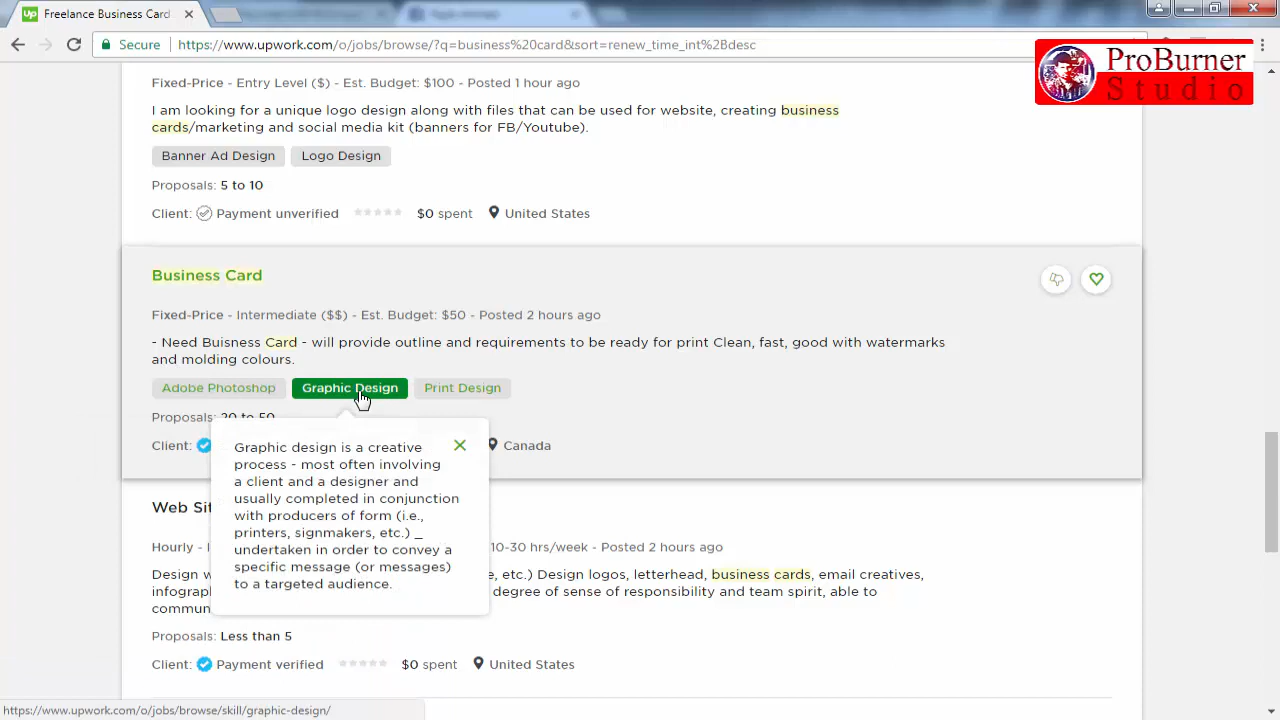 Freelance Business Card
Secure
https://www.upwork.com/o/jobs/browse/?q=business%20card&sort=renew_time_int%2Bdesc
ProBurner
Studio
Fixed-Price - Entry Level ($) - Est. Budget: $100 - Posted 1 hour ago
I am looking for a unique logo design along with files that can be used for website, creating business
cards/marketing and social media kit (banners for FB/Youtube).
Banner Ad Design
Logo Design
Proposals: 5 to 10
Client: Payment unverified $0 spent United States
Business Card
Fixed-Price - Intermediate ($$) - Est. Budget: $50 - Posted 2 hours ago
- Need Buisness Card - will provide outline and requirements to be ready for print Clean, fast, good with watermarks
and molding colours.
Adobe Photoshop
Graphic Design
Print Design
Proposals: 20 to 50
Client: Canada
Graphic design is a creative
process - most often involving
a client and a designer and
usually completed in conjunction
with producers of form (i.e.,
printers, signmakers, etc.) _
undertaken in order to convey a
specific message (or messages)
to a targeted audience.
Web Sit
Hourly - 10-30 hrs/week - Posted 2 hours ago
Design w e, etc.) Design logos, letterhead, business cards, email creatives,
infograph degree of sense of responsibility and team spirit, able to
commun
Proposals: Less than 5
Client: Payment verified $0 spent United States
https://www.upwork.com/o/jobs/browse/skill/graphic-design/